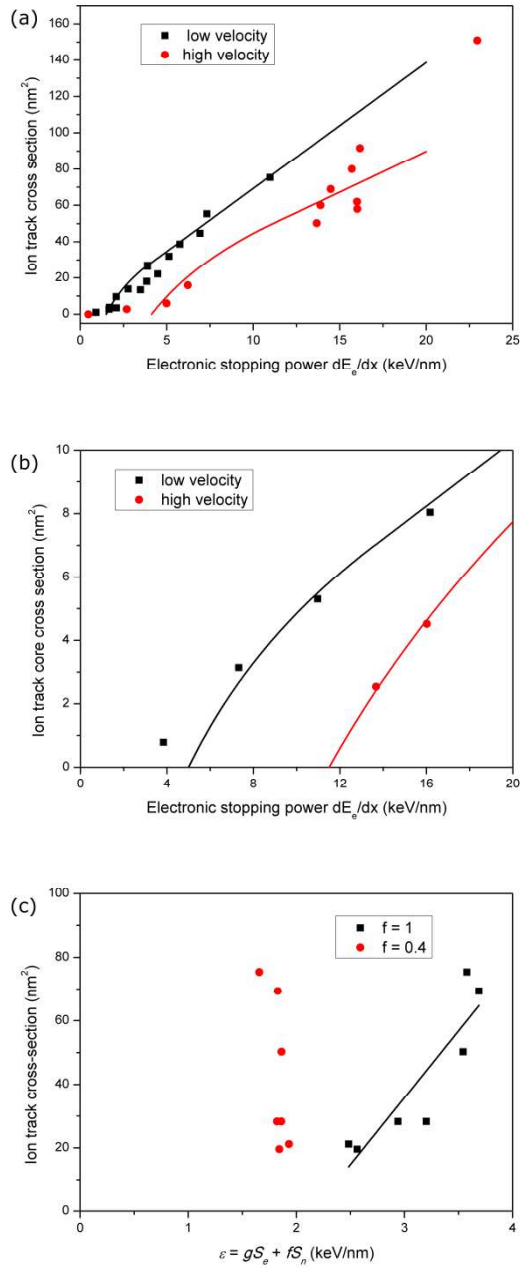 (a)
low velocity
high velocity
160
140
120
100
80
60
40
20
0
0 5 10 15 20 25
Ion track cross section (nm²)
Electronic stopping power dEₑ/dx (keV/nm)
(b)
low velocity
high velocity
10
8
6
4
2
0
0 4 8 12 16 20
Ion track core cross section (nm²)
Electronic stopping power dEₑ/dx (keV/nm)
(c)
f = 1
f = 0.4
100
80
60
40
20
0
0 1 2 3 4
Ion track cross-section (nm²)
ε = gSₑ + fSₙ (keV/nm)